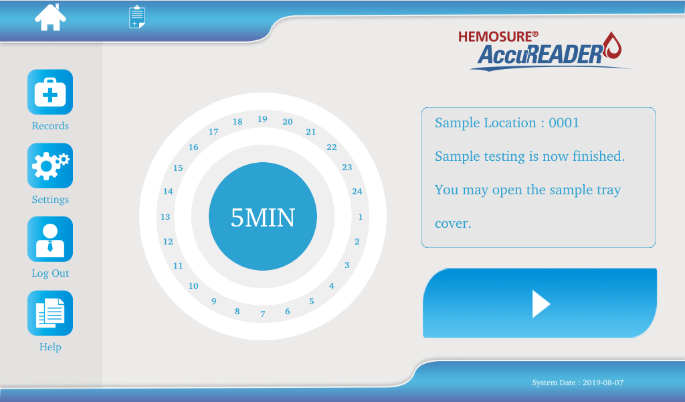 HEMOSURE®
AccuREADER
Records
Settings
Log Out
Help
19
18
20
17
21
16
22
15
23
14
24
13
5MIN
1
12
2
11
3
10
4
9
5
8
6
7
Sample Location : 0001
Sample testing is now finished.
You may open the sample tray
cover.
System Date : 2019-08-07